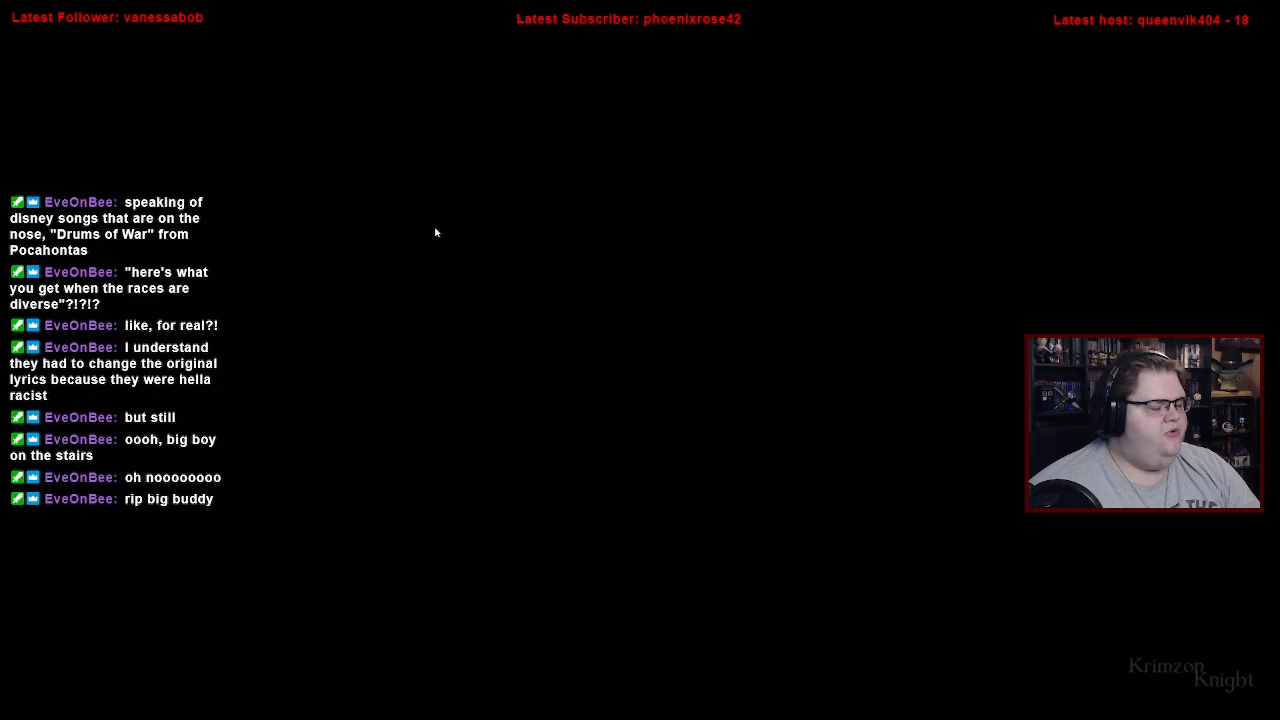 Latest Follower: vanessabob
Latest Subscriber: phoenixrose42
Latest host: queenvik404 - 18
EveOnBee: speaking of
disney songs that are on the
nose, "Drums of War" from
Pocahontas
EveOnBee: "here's what
you get when the races are
diverse"?!?!?
EveOnBee: like, for real?!
EveOnBee: I understand
they had to change the original
lyrics because they were hella
racist
EveOnBee: but still
EveOnBee: oooh, big boy
on the stairs
EveOnBee: oh noooooooo
EveOnBee: rip big buddy
Krimzon
Knight